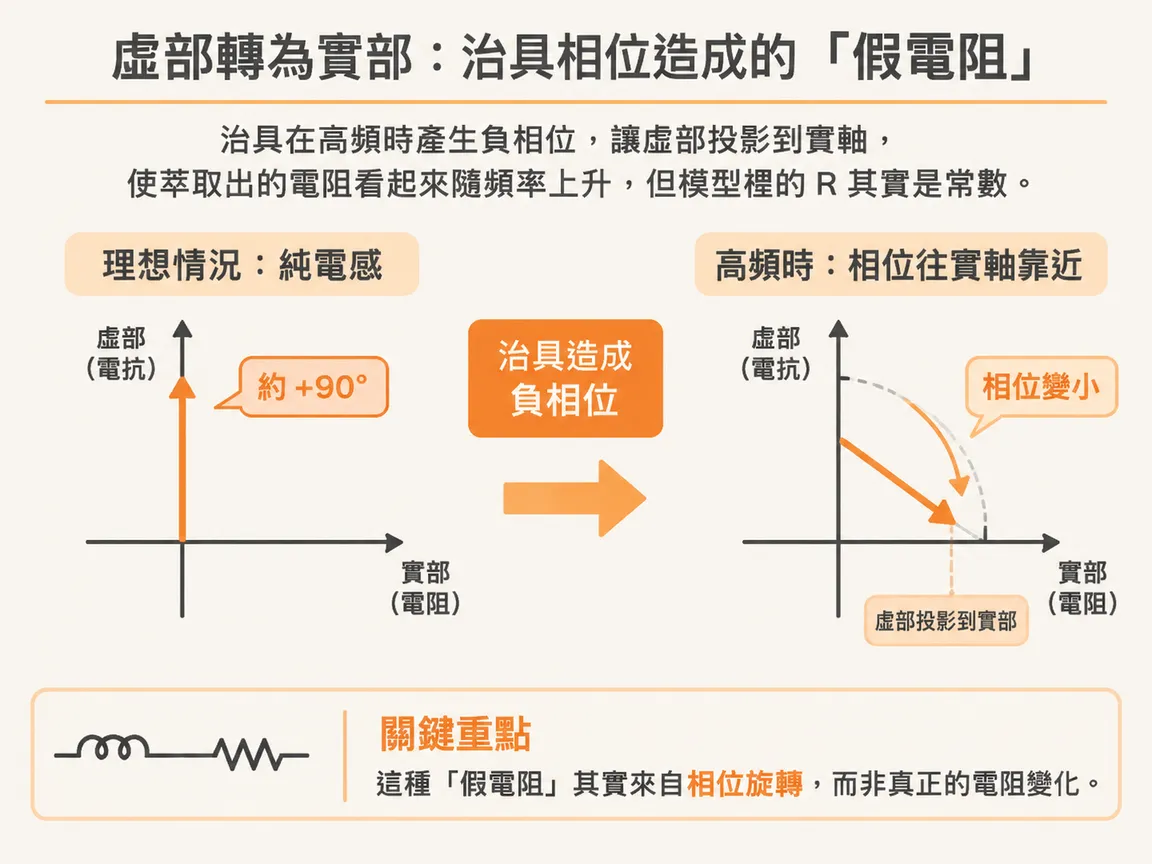 虛部轉為實部：治具相位造成的「假電阻」
治具在高頻時產生負相位，讓虛部投影到實軸，
使萃取出的電阻看起來隨頻率上升，但模型裡的 R 其實是常數。
理想情況：純電感
虛部
（電抗）
約 +90°
實部
（電阻）
治具造成
負相位
高頻時：相位往實軸靠近
虛部
（電抗）
相位變小
實部
（電阻）
虛部投影到實部
關鍵重點
這種「假電阻」其實來自相位旋轉，而非真正的電阻變化。